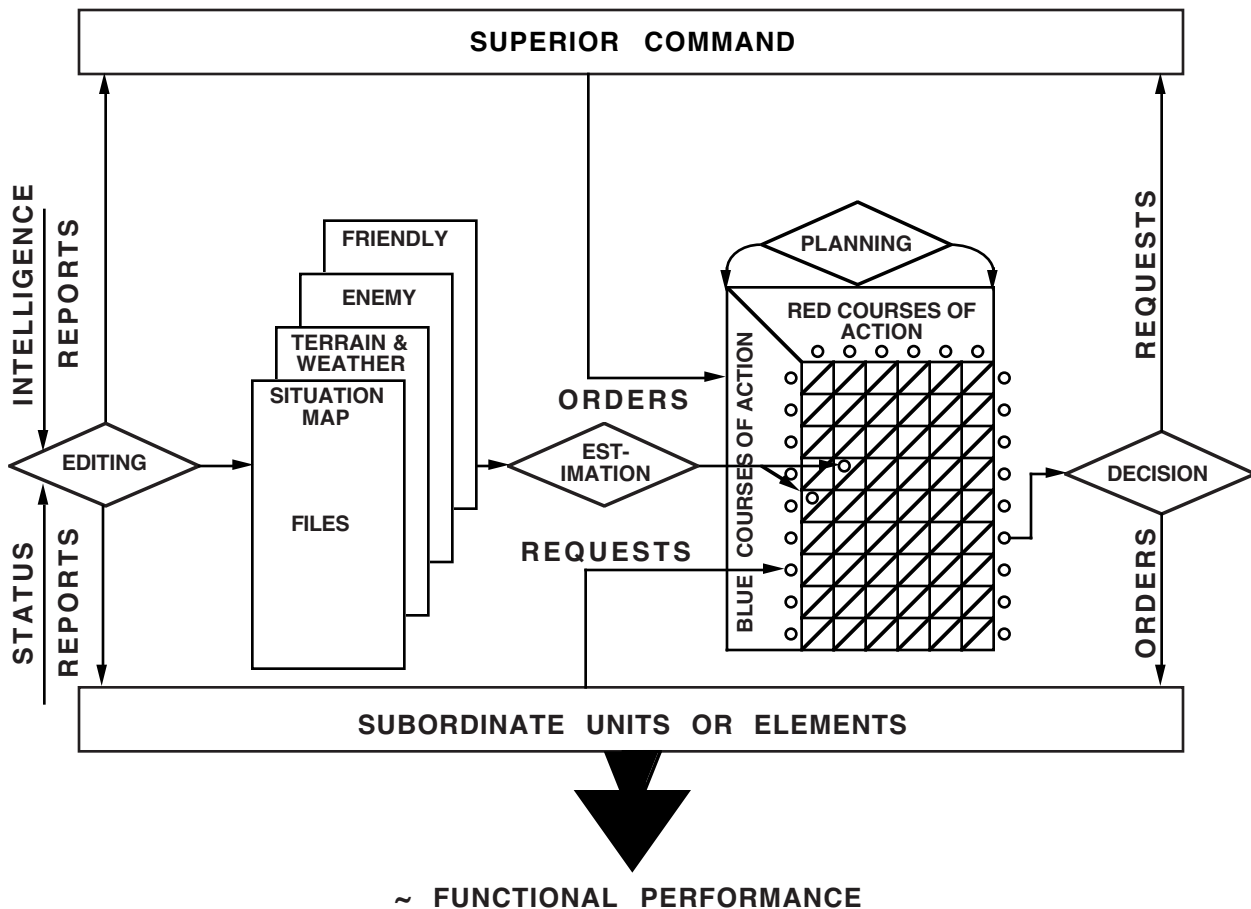 SUPERIOR COMMAND
INTELLIGENCE
REPORTS
FRIENDLY
ENEMY
TERRAIN &
WEATHER
SITUATION
MAP
FILES
EDITING
STATUS
REPORTS
ORDERS
EST-
IMATION
REQUESTS
PLANNING
RED COURSES OF
ACTION
BLUE COURSES OF ACTION
REQUESTS
DECISION
ORDERS
SUBORDINATE UNITS OR ELEMENTS
~ FUNCTIONAL PERFORMANCE